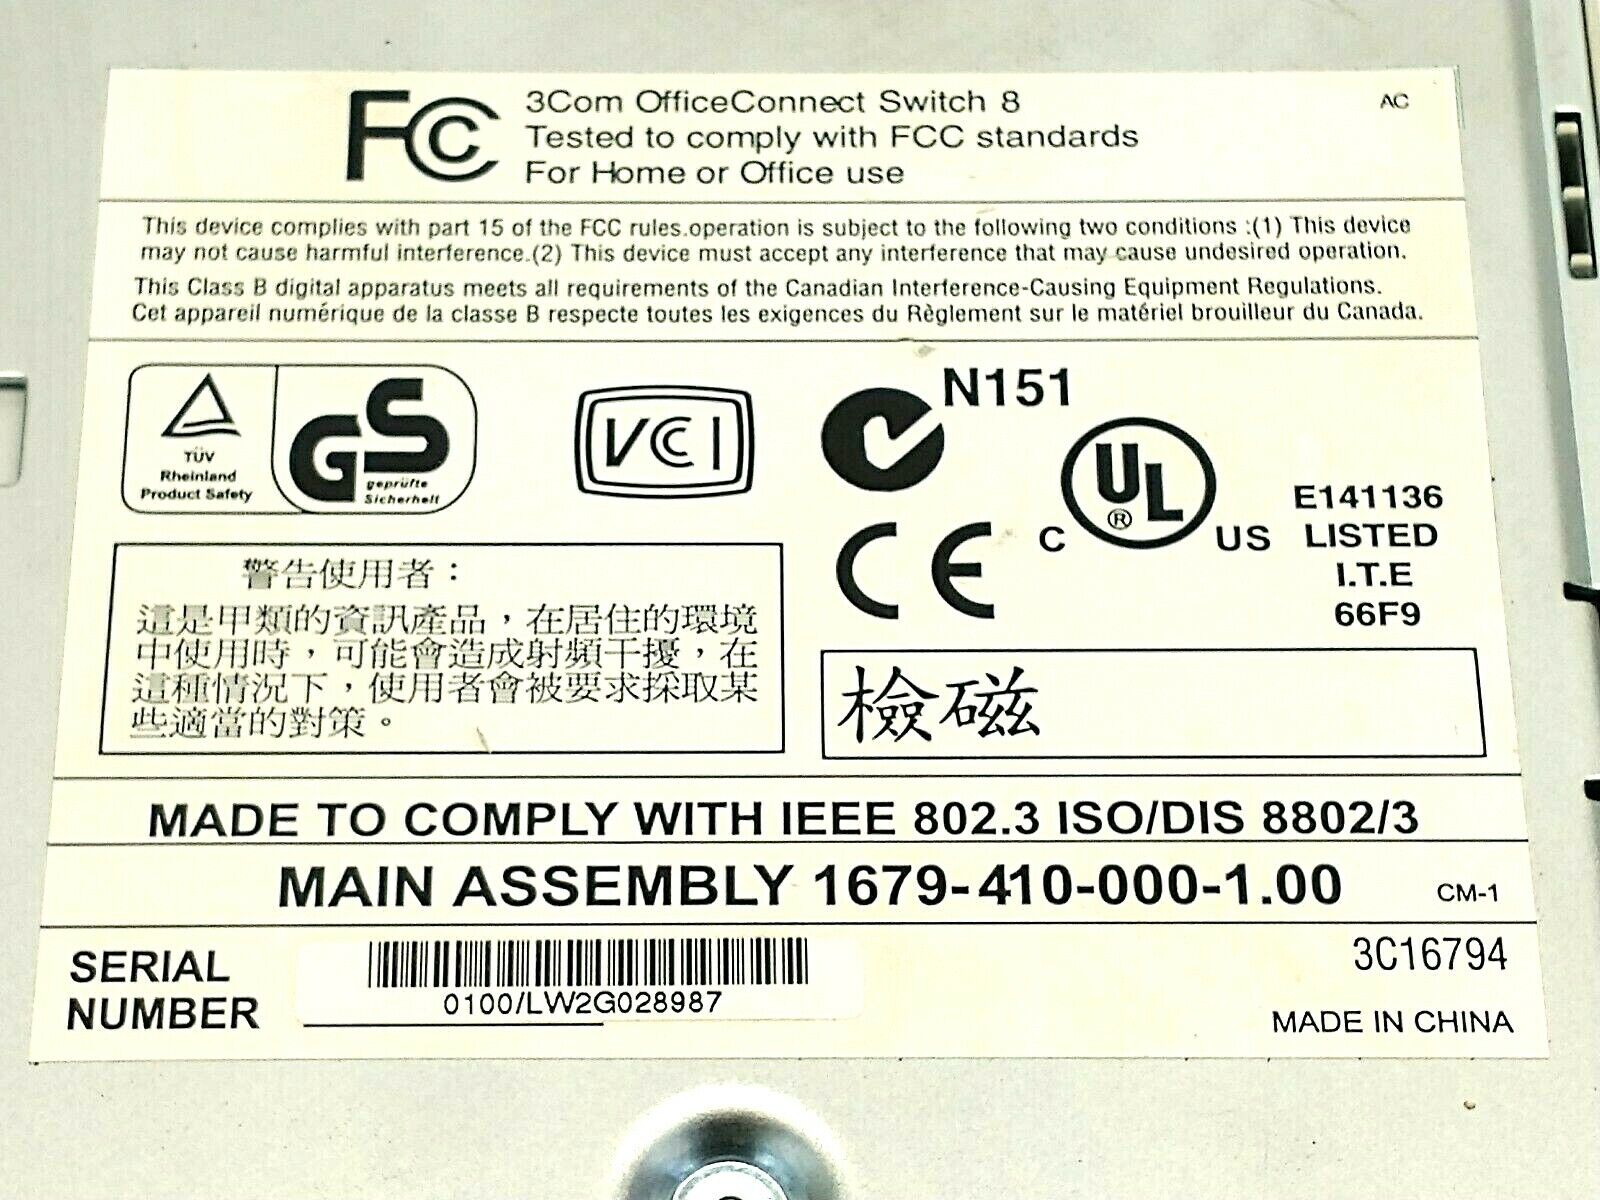 FC
3Com OfficeConnect Switch 8
AC
Tested to comply with FCC standards
For Home or Office use
This device complies with part 15 of the FCC rules.operation is subject to the following two conditions :(1) This device
may not cause harmful interference.(2) This device must accept any interference that may cause undesired operation.
This Class B digital apparatus meets all requirements of the Canadian Interference-Causing Equipment Regulations.
Cet appareil numérique de la classe B respecte toutes les exigences du Règlement sur le matériel brouilleur du Canada.
TÜV
Rheinland
Product Safety
GS
geprüfte
Sicherheit
VCCI
N151
C UL ® US
E141136
LISTED
I.T.E
66F9
CE
警告使用者：
這是甲類的資訊產品，在居住的環境
中使用時，可能會造成射頻干擾，在
這種情況下，使用者會被要求採取某
些適當的對策。
檢磁
MADE TO COMPLY WITH IEEE 802.3 ISO/DIS 8802/3
MAIN ASSEMBLY 1679-410-000-1.00
CM-1
SERIAL
NUMBER
0100/LW2G028987
3C16794
MADE IN CHINA